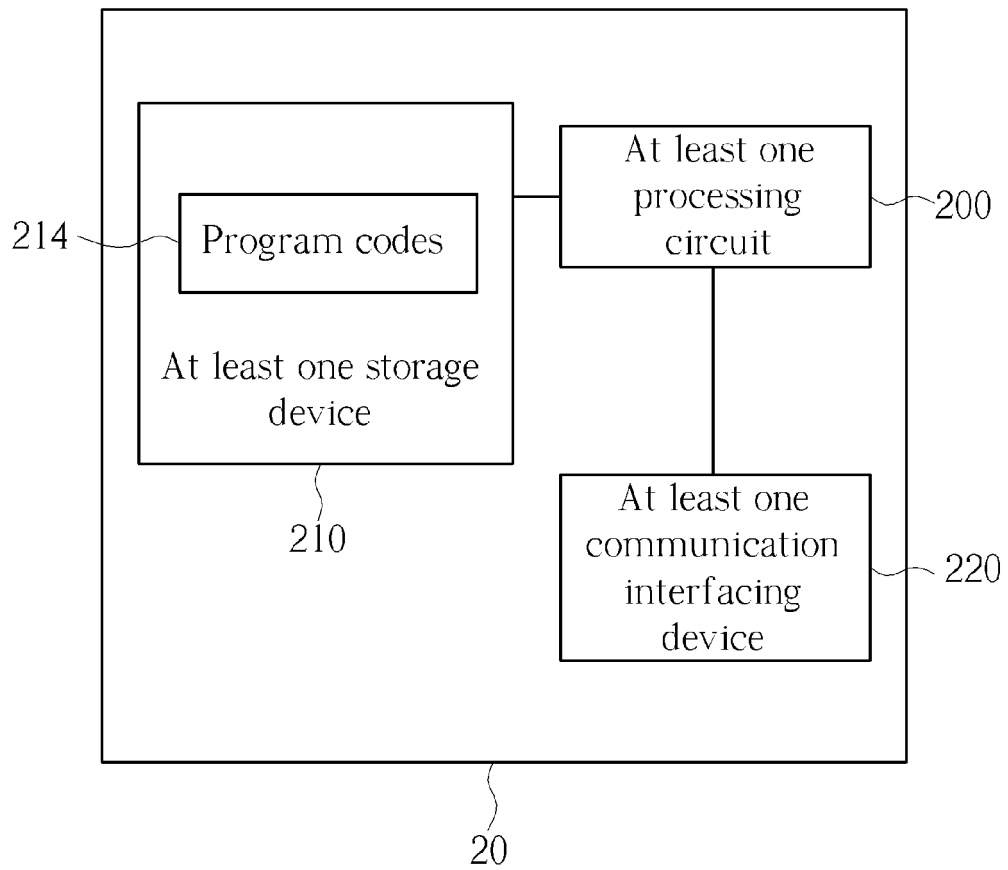 At least one
processing
circuit
200
214
Program codes
At least one storage
device
210
At least one
communication
interfacing
device
220
20